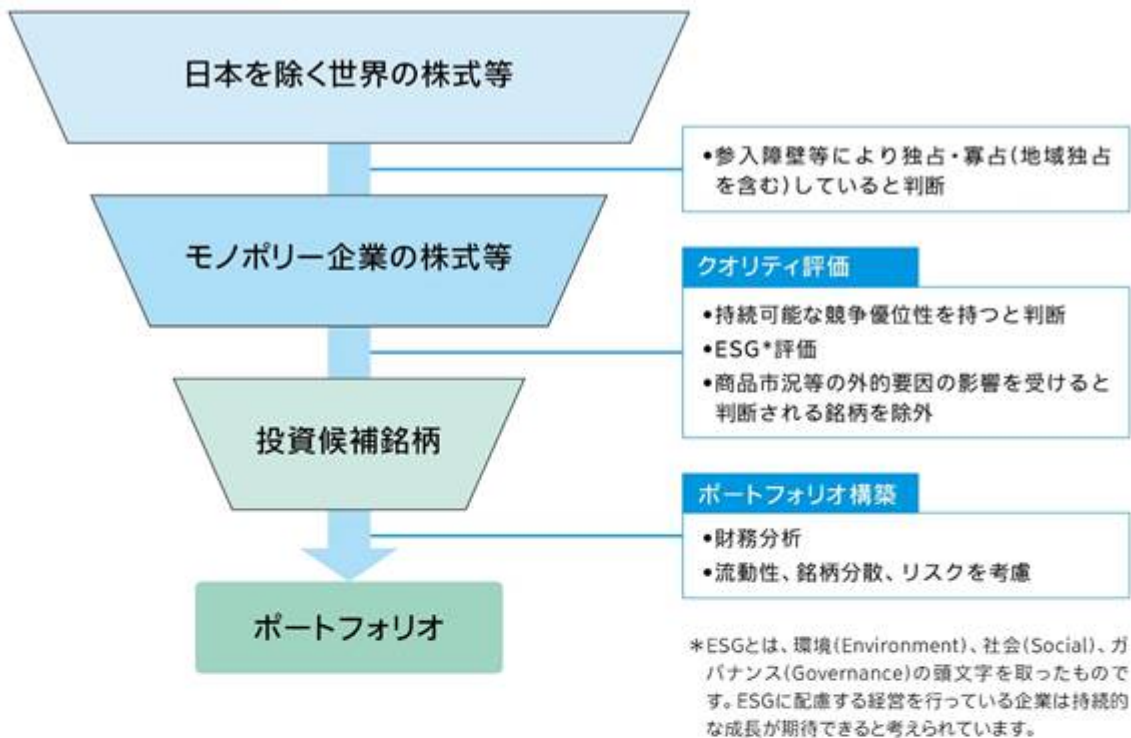 日本を除く世界の株式等
•参入障壁等により独占・寡占(地域独占
を含む)していると判断
モノポリー企業の株式等
クオリティ評価
•持続可能な競争優位性を持つと判断
•ESG*評価
•商品市況等の外的要因の影響を受けると
判断される銘柄を除外
投資候補銘柄
ポートフォリオ構築
•財務分析
•流動性、銘柄分散、リスクを考慮
ポートフォリオ
*ESGとは、環境(Environment)、社会(Social)、ガ
バナンス(Governance)の頭文字を取ったもので
す。ESGに配慮する経営を行っている企業は持続的
な成長が期待できると考えられています。